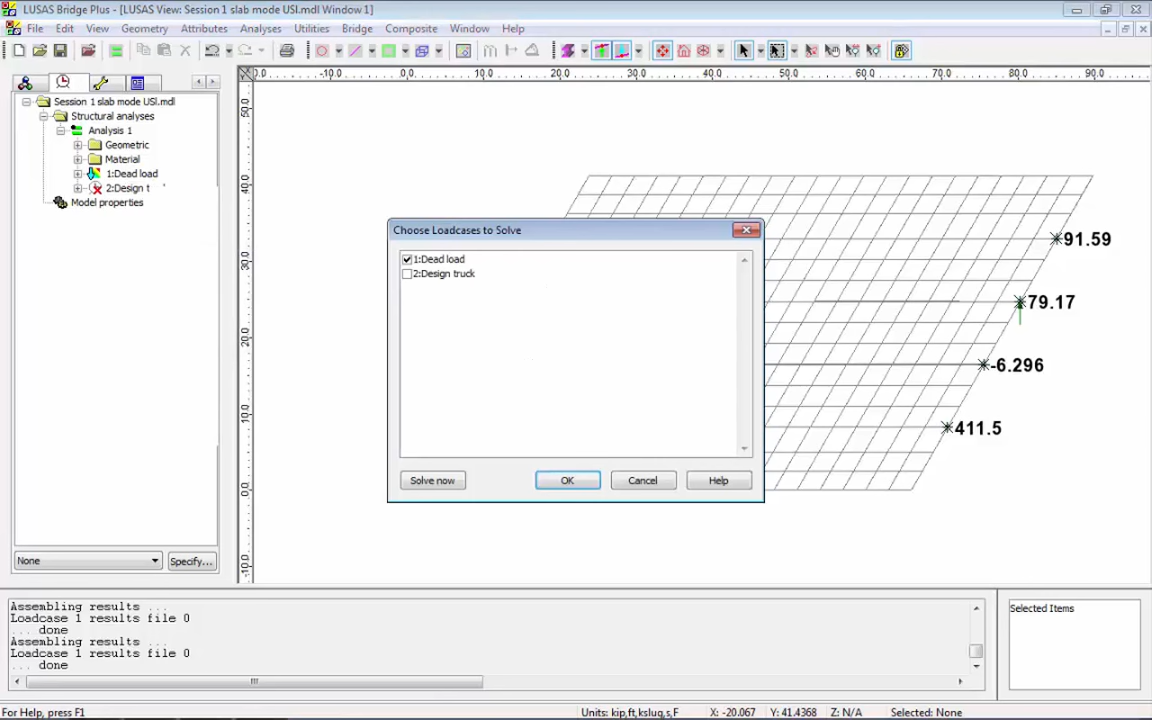 LUSAS Bridge Plus - [LUSAS View: Session 1 slab mode USI.mdl Window 1]
File Edit View Geometry Attributes Analyses Utilities Bridge Composite Window Help
0.0 -10.0 0.0 10.0 20.0 30.0 40.0 50.0 60.0 70.0 80.0 90.0
Session 1 slab mode USI.mdl
Structural analyses
Analysis 1
Geometric
Material
1:Dead load
2:Design t
Model properties
None
Specify...
50.0
40.0
30.0
20.0
10.0
0.0
-10.0
Choose Loadcases to Solve
1:Dead load
2:Design truck
Solve now OK Cancel Help
91.59
79.17
-6.296
411.5
Assembling results ...
Loadcase 1 results file 0
... done
Assembling results ...
Loadcase 1 results file 0
... done
Selected Items
For Help, press F1
Units: kip,ft,kslug,s,F X: -20.067 Y: 41.4368 Z: N/A Selected: None